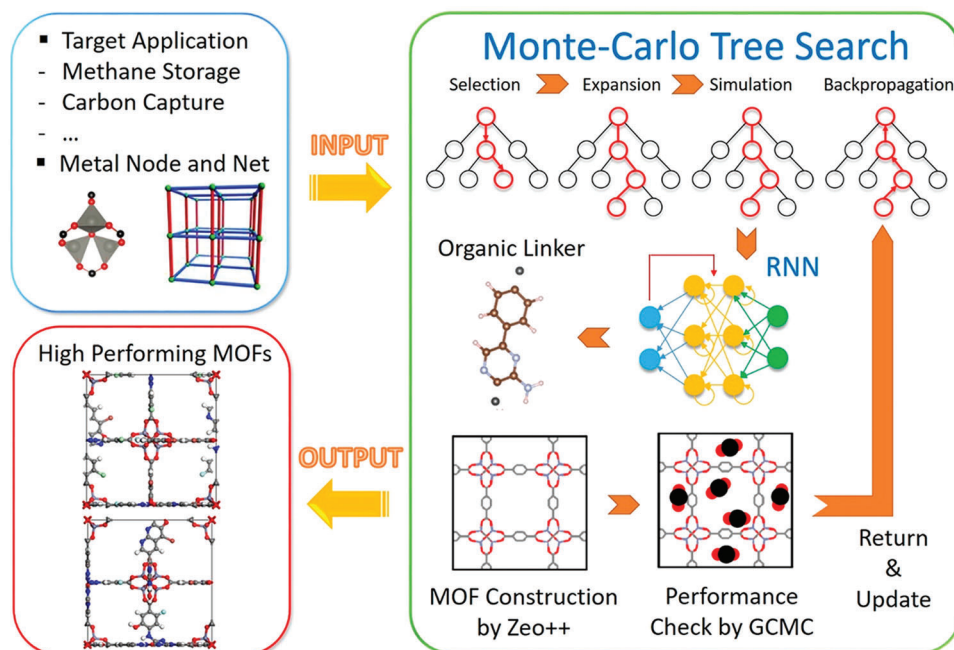 ▪ Target Application
- Methane Storage
- Carbon Capture
- ...
▪ Metal Node and Net
INPUT
Monte-Carlo Tree Search
Selection Expansion Simulation Backpropagation
Organic Linker
RNN
High Performing MOFs
OUTPUT
MOF Construction
by Zeo++
Performance
Check by GCMC
Return
&
Update